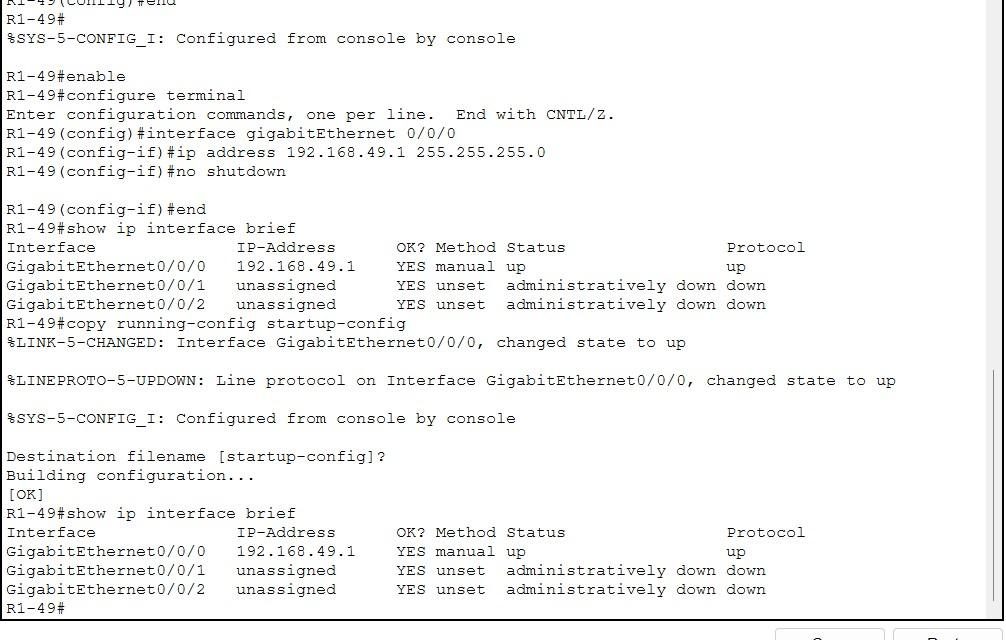 R1-49(config)#end
R1-49#
%SYS-5-CONFIG_I: Configured from console by console
R1-49#enable
R1-49#configure terminal
Enter configuration commands, one per line.  End with CNTL/Z.
R1-49(config)#interface gigabitEthernet 0/0/0
R1-49(config-if)#ip address 192.168.49.1 255.255.255.0
R1-49(config-if)#no shutdown
R1-49(config-if)#end
R1-49#show ip interface brief
Interface              IP-Address      OK? Method Status                Protocol
GigabitEthernet0/0/0   192.168.49.1    YES manual up                    up
GigabitEthernet0/0/1   unassigned      YES unset  administratively down down
GigabitEthernet0/0/2   unassigned      YES unset  administratively down down
R1-49#copy running-config startup-config
%LINK-5-CHANGED: Interface GigabitEthernet0/0/0, changed state to up
%LINEPROTO-5-UPDOWN: Line protocol on Interface GigabitEthernet0/0/0, changed state to up
%SYS-5-CONFIG_I: Configured from console by console
Destination filename [startup-config]?
Building configuration...
[OK]
R1-49#show ip interface brief
Interface              IP-Address      OK? Method Status                Protocol
GigabitEthernet0/0/0   192.168.49.1    YES manual up                    up
GigabitEthernet0/0/1   unassigned      YES unset  administratively down down
GigabitEthernet0/0/2   unassigned      YES unset  administratively down down
R1-49#